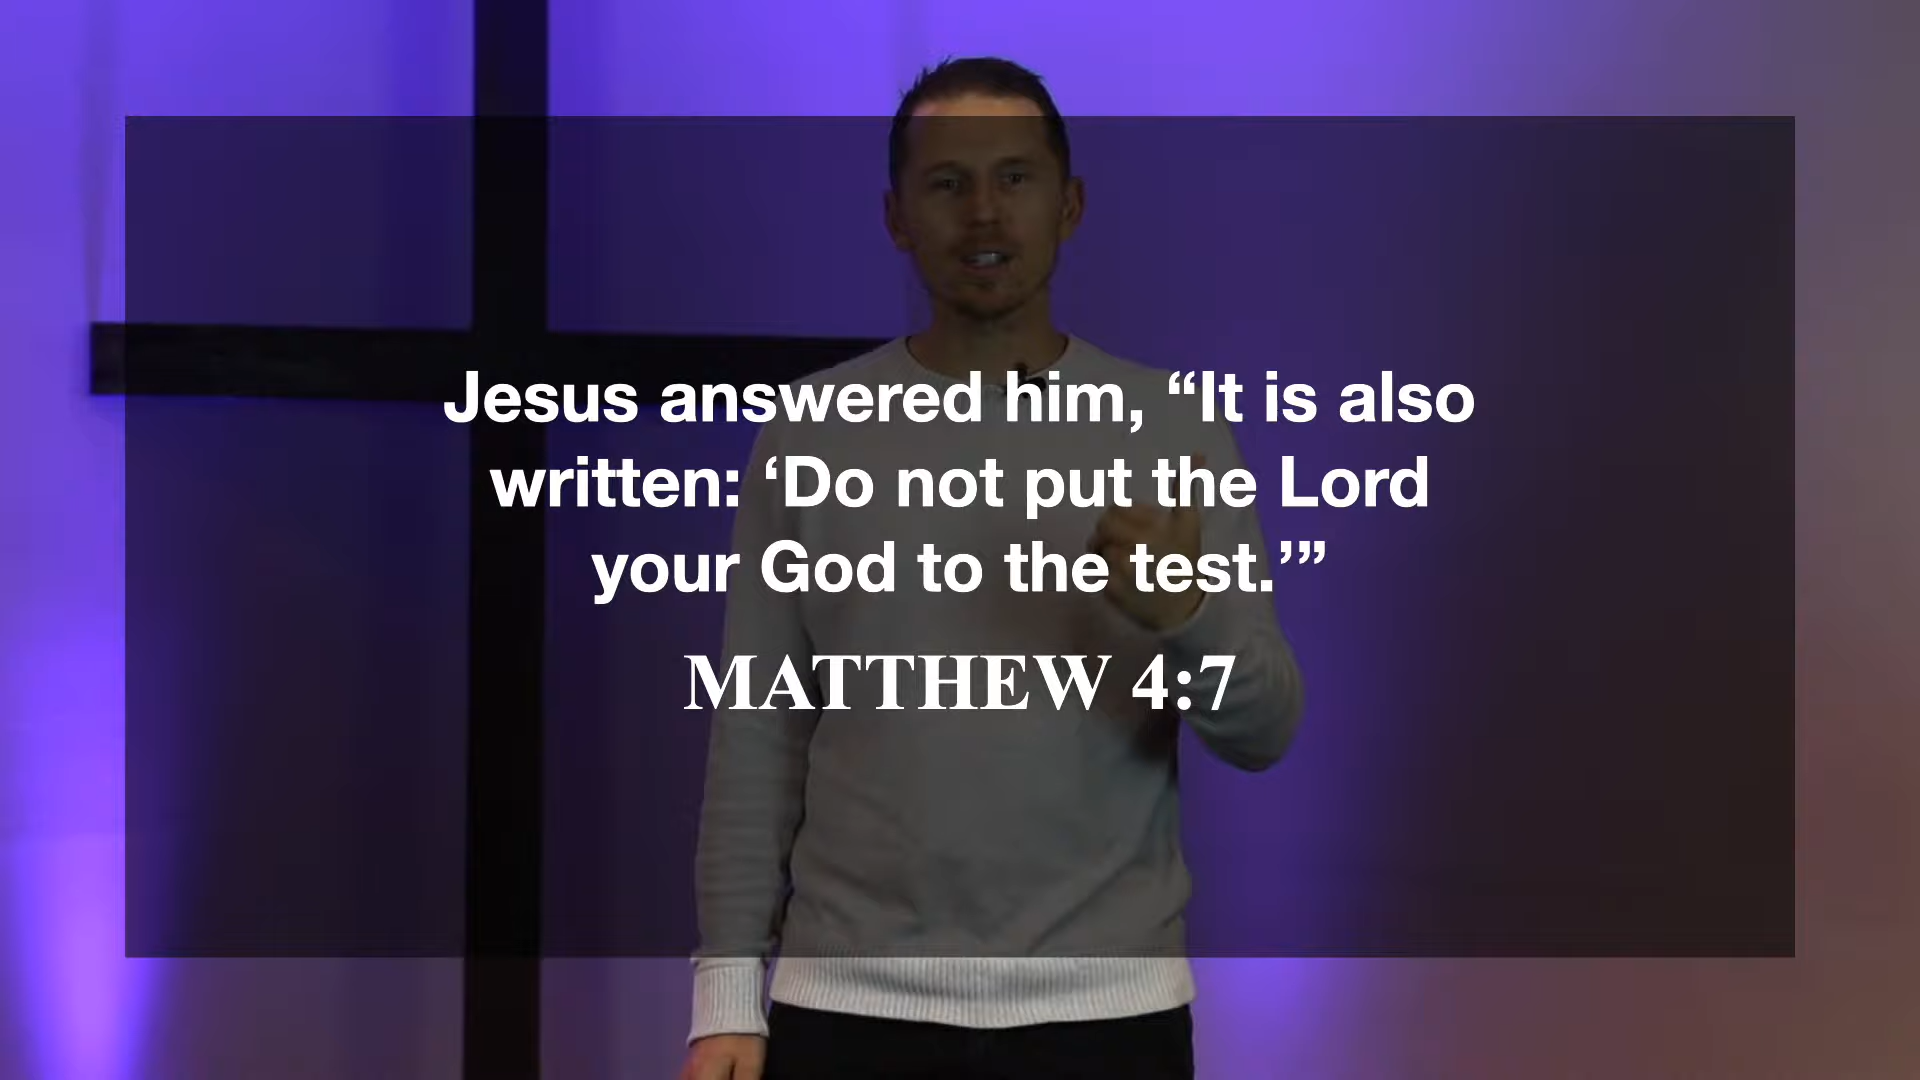 Jesus answered him, “It is also
written: ‘Do not put the Lord
your God to the test.’”
MATTHEW 4:7